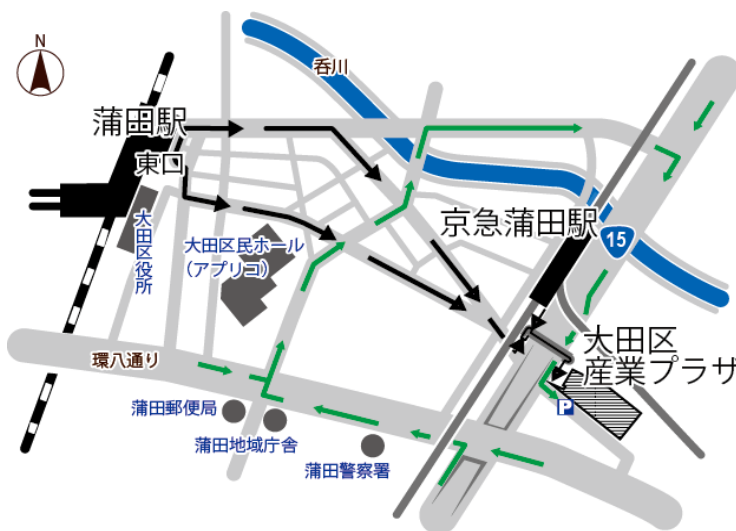 N
呑川
蒲田駅
東口
大田区役所
大田区民ホール
（アプリコ）
京急蒲田駅
15
大田区
産業プラザ
環八通り
P
蒲田郵便局
蒲田地域庁舎
蒲田警察署